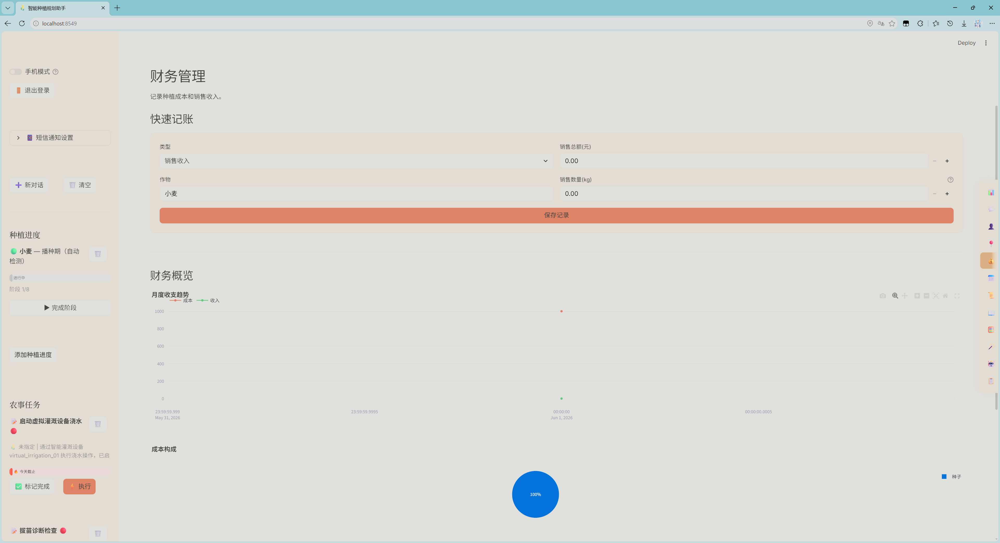 智能种植规划助手
localhost:8549
Deploy
手机模式
退出登录
短信通知设置
新对话
清空
种植进度
小麦 — 播种期（自动
检测）
进行中
阶段 1/8
▶ 完成阶段
添加种植进度
农事任务
启动虚拟灌溉设备浇水
未指定 | 通过智能灌溉设备
virtual_irrigation_01 执行浇水操作，已启
今天截止
标记完成
执行
拔苗诊断检查
财务管理
记录种植成本和销售收入。
快速记账
类型
销售收入
销售总额(元)
0.00
作物
小麦
销售数量(kg)
0.00
保存记录
财务概览
月度收支趋势
成本
收入
1000
800
600
400
200
0
23:59:59.999
May 31, 2026
23:59:59.9995
00:00:00
Jun 1, 2026
00:00:00.0005
成本构成
100%
种子